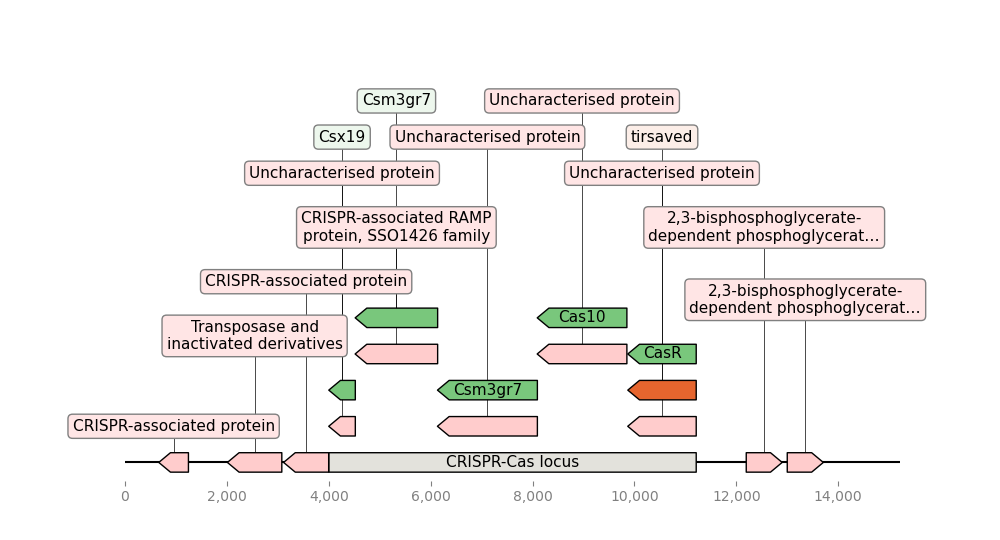 Csm3gr7
Uncharacterised protein
Csx19
Uncharacterised protein
tirsaved
Uncharacterised protein
Uncharacterised protein
CRISPR-associated RAMP
protein, SSO1426 family
2,3-bisphosphoglycerate-
dependent phosphoglycerat...
CRISPR-associated protein
2,3-bisphosphoglycerate-
dependent phosphoglycerat...
Transposase and
inactivated derivatives
Cas10
CasR
Csm3gr7
CRISPR-associated protein
CRISPR-Cas locus
0 2,000 4,000 6,000 8,000 10,000 12,000 14,000